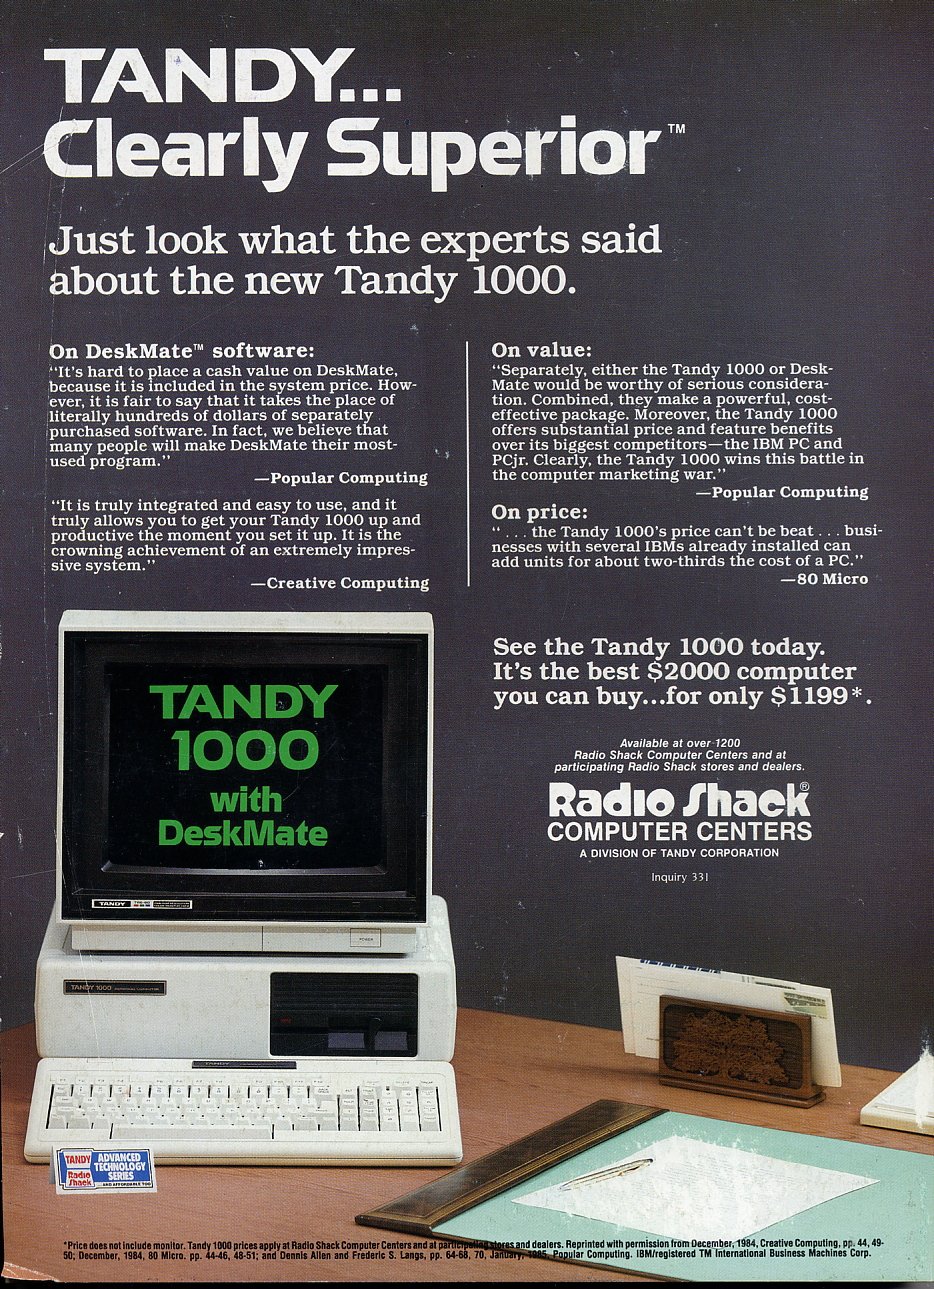 TANDY...
Clearly Superior™
Just look what the experts said
about the new Tandy 1000.
On DeskMate™ software:
"It's hard to place a cash value on DeskMate,
because it is included in the system price. How-
ever, it is fair to say that it takes the place of
literally hundreds of dollars of separately
purchased software. In fact, we believe that
many people will make DeskMate their most-
used program."
—Popular Computing
"It is truly integrated and easy to use, and it
truly allows you to get your Tandy 1000 up and
productive the moment you set it up. It is the
crowning achievement of an extremely impres-
sive system."
—Creative Computing
On value:
"Separately, either the Tandy 1000 or Desk-
Mate would be worthy of serious considera-
tion. Combined, they make a powerful, cost-
effective package. Moreover, the Tandy 1000
offers substantial price and feature benefits
over its biggest competitors—the IBM PC and
PCjr. Clearly, the Tandy 1000 wins this battle in
the computer marketing war."
—Popular Computing
On price:
" . . . the Tandy 1000's price can't be beat . . . busi-
nesses with several IBMs already installed can
add units for about two-thirds the cost of a PC."
—80 Micro
See the Tandy 1000 today.
It's the best $2000 computer
you can buy...for only $1199*.
Available at over 1200
Radio Shack Computer Centers and at
participating Radio Shack stores and dealers.
Radio Shack®
COMPUTER CENTERS
A DIVISION OF TANDY CORPORATION
Inquiry 331
TANDY
1000
with
DeskMate
TANDY
POWER
TANDY 1000
TANDY
TANDY
Radio
Shack
ADVANCED
TECHNOLOGY
SERIES
...AND AFFORDABLE TOO
*Price does not include monitor. Tandy 1000 prices apply at Radio Shack Computer Centers and at participating stores and dealers. Reprinted with permission from December, 1984, Creative Computing, pp. 44, 49-
50; December, 1984, 80 Micro. pp. 44-46, 48-51; and Dennis Allen and Frederic S. Langs, pp. 64-68, 70, January, 1985, Popular Computing. IBM/registered TM International Business Machines Corp.